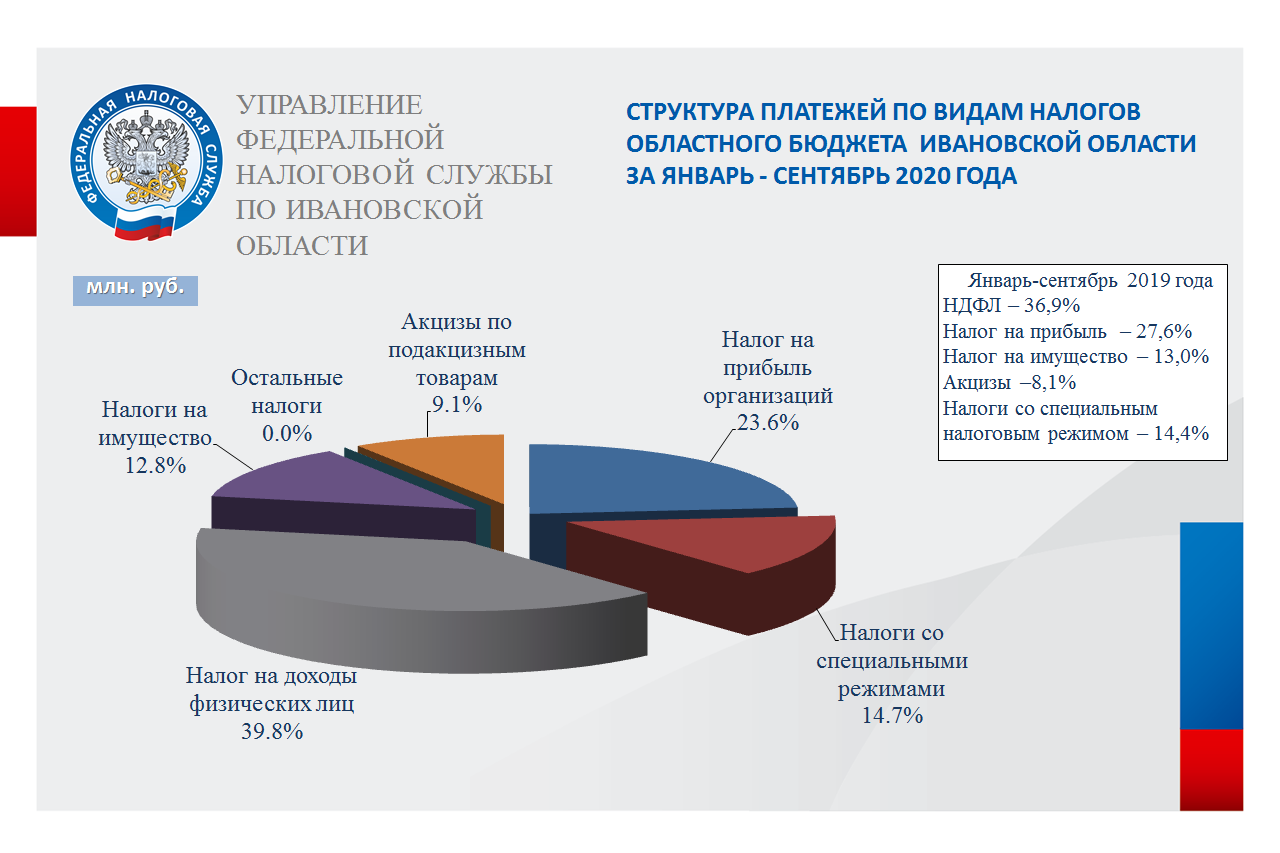 ФЕДЕРАЛЬНАЯ НАЛОГОВАЯ СЛУЖБА
УПРАВЛЕНИЕ
ФЕДЕРАЛЬНОЙ
НАЛОГОВОЙ СЛУЖБЫ
ПО ИВАНОВСКОЙ
ОБЛАСТИ
СТРУКТУРА ПЛАТЕЖЕЙ ПО ВИДАМ НАЛОГОВ
ОБЛАСТНОГО БЮДЖЕТА ИВАНОВСКОЙ ОБЛАСТИ
ЗА ЯНВАРЬ - СЕНТЯБРЬ 2020 ГОДА
млн. руб.
Январь-сентябрь 2019 года
НДФЛ – 36,9%
Налог на прибыль – 27,6%
Налог на имущество – 13,0%
Акцизы –8,1%
Налоги со специальным
налоговым режимом – 14,4%
Акцизы по
подакцизным
товарам
9.1%
Налог на
прибыль
организаций
23.6%
Остальные
налоги
0.0%
Налоги на
имущество
12.8%
Налоги со
специальными
режимами
14.7%
Налог на доходы
физических лиц
39.8%